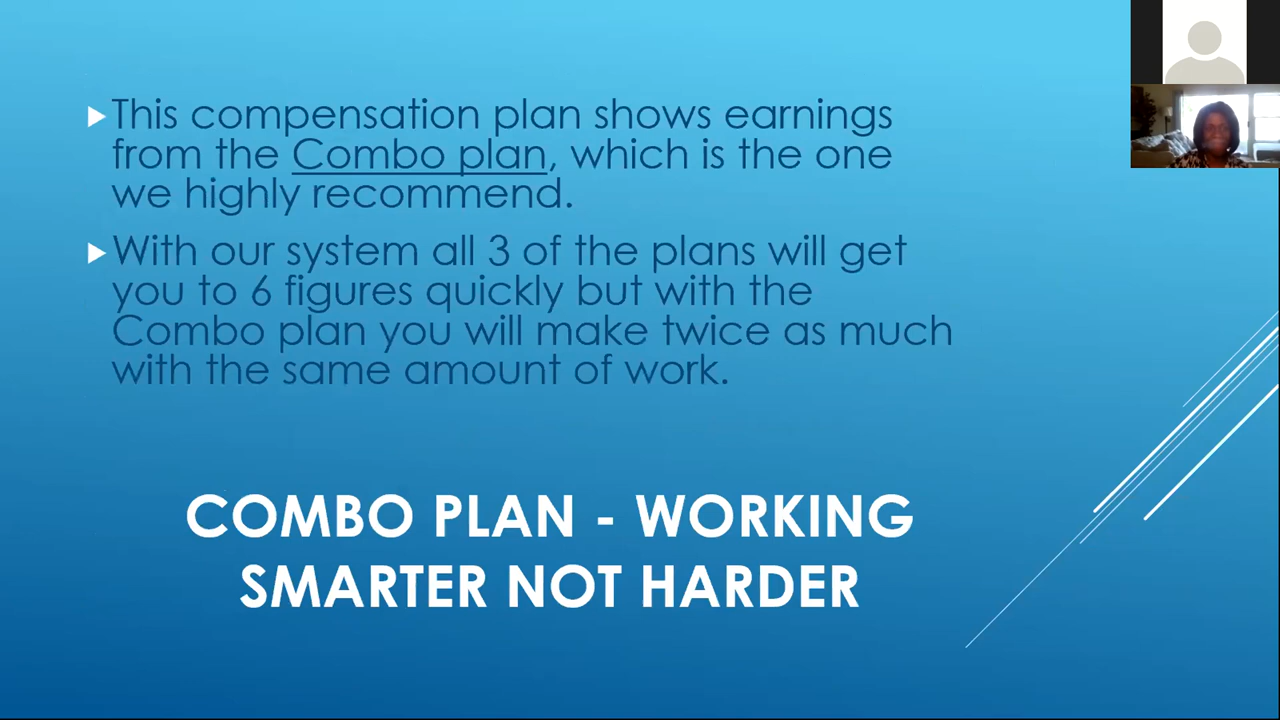 This compensation plan shows earnings
from the Combo plan, which is the one
we highly recommend.
With our system all 3 of the plans will get
you to 6 figures quickly but with the
Combo plan you will make twice as much
with the same amount of work.
COMBO PLAN - WORKING
SMARTER NOT HARDER